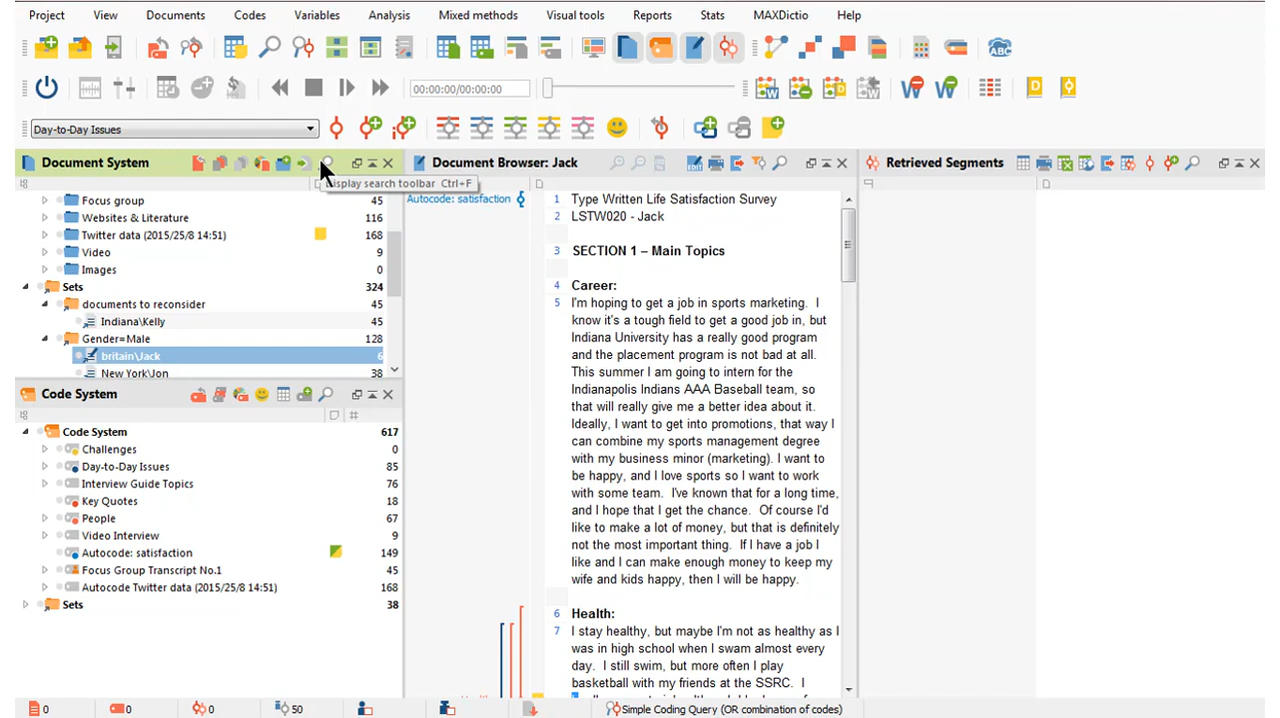 Project Import Documents Codes Variables Analysis Mixed methods Visual tools Reports Stats MAXDictio Help
ABC
00:00:00/00:00:00
W W
Day-to-Day Issues
Document System
Display search toolbar Ctrl+F
Focus group 45
Websites & Literature 116
Twitter data (2015/25/8 14:51) 168
Video 9
Images 0
Sets 324
documents to reconsider 45
Indiana\Kelly 45
Gender=Male 128
britain\Jack 6
New York\Jon 38
Code System
#
Code System 617
Challenges 0
Day-to-Day Issues 85
Interview Guide Topics 76
Key Quotes 18
People 67
Video Interview 9
Autocode: satisfaction 149
Focus Group Transcript No.1 45
Autocode Twitter data (2015/25/8 14:51) 168
Sets 38
Document Browser: Jack
EDIT
Autocode: satisfaction
1 Type Written Life Satisfaction Survey
2 LSTW020 - Jack
3 SECTION 1 – Main Topics
4 Career:
5 I'm hoping to get a job in sports marketing. I
know it's a tough field to get a good job in, but
Indiana University has a really good program
and the placement program is not bad at all.
This summer I am going to intern for the
Indianapolis Indians AAA Baseball team, so
that will really give me a better idea about it.
Ideally, I want to get into promotions, that way I
can combine my sports management degree
with my business minor (marketing). I want to
be happy, and I love sports so I want to work
with some team. I've known that for a long time,
and I hope that I get the chance. Of course I'd
like to make a lot of money, but that is definitely
not the most important thing. If I have a job I
like and I can make enough money to keep my
wife and kids happy, then I will be happy.
6 Health:
7 I stay healthy, but maybe I'm not as healthy as I
was in high school when I swam almost every
day. I still swim, but more often I play
basketball with my friends at the SSRC. I
Retrieved Segments
0 0 0 50 Simple Coding Query (OR combination of codes)